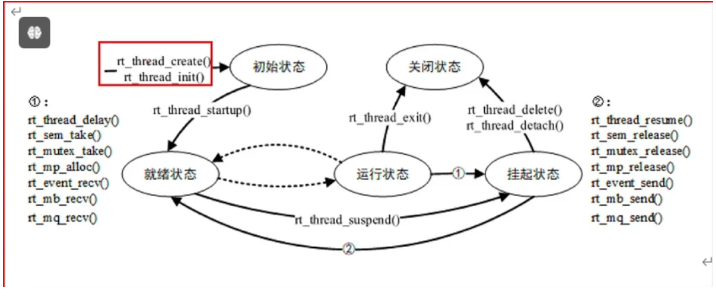 rt_thread_create()
rt_thread_init()
初始状态
关闭状态
rt_thread_startup()
rt_thread_exit()
rt_thread_delete()
rt_thread_detach()
①：
rt_thread_delay()
rt_sem_take()
rt_mutex_take()
rt_mp_alloc()
rt_event_recv()
rt_mb_recv()
rt_mq_recv()
就绪状态
运行状态
①
挂起状态
rt_thread_suspend()
②
②：
rt_thread_resume()
rt_sem_release()
rt_mutex_release()
rt_mp_release()
rt_event_send()
rt_mb_send()
rt_mq_send()